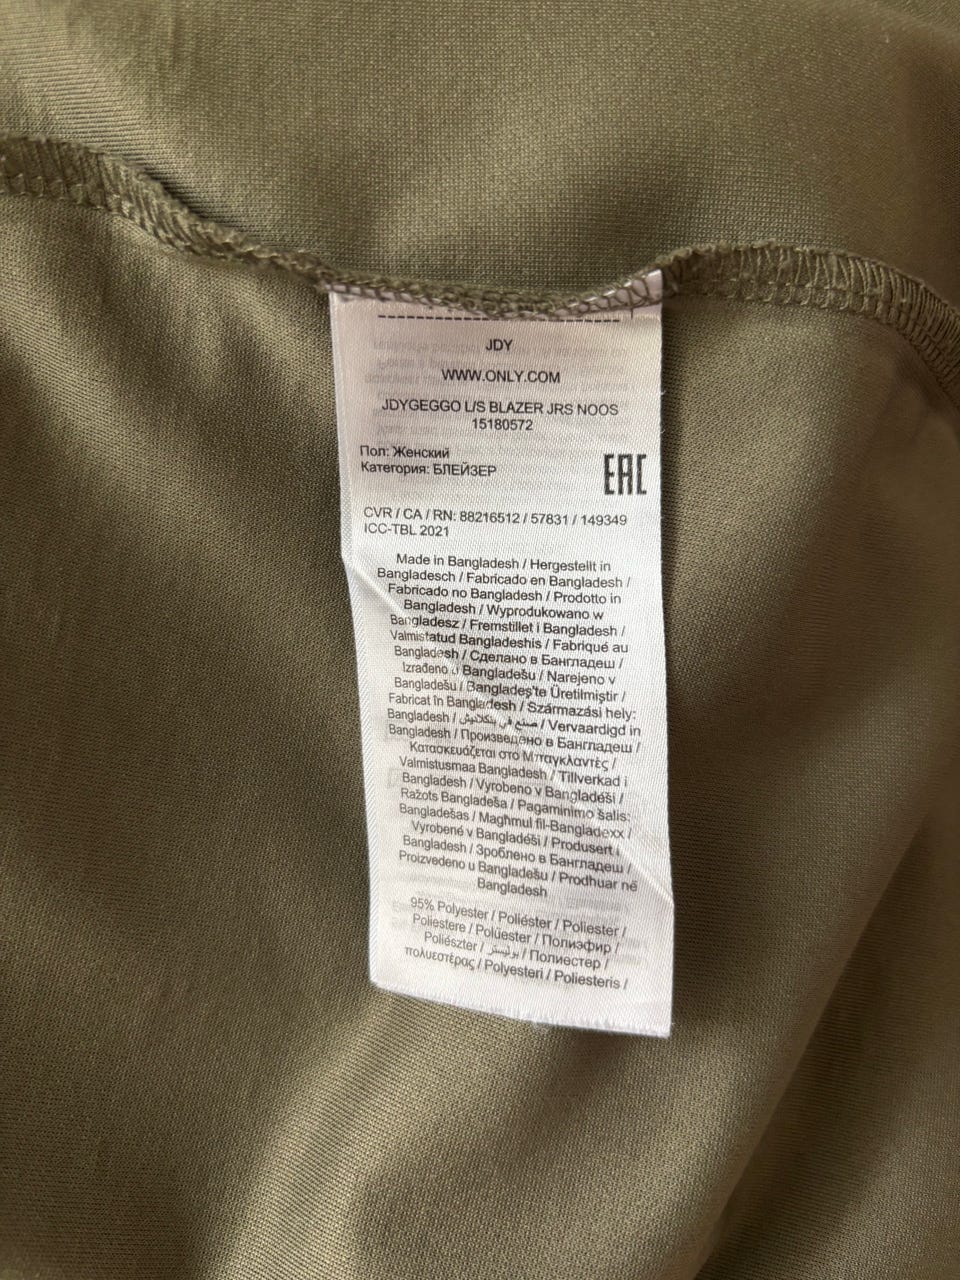 JDY
WWW.ONLY.COM
JDYGEGGO L/S BLAZER JRS NOOS
15180572
Пол: Женский
Категория: БЛЕЙЗЕР
EAC
CVR / CA / RN: 88216512 / 57831 / 149349
ICC-TBL 2021
Made in Bangladesh / Hergestellt in
Bangladesch / Fabricado en Bangladesh /
Fabricado no Bangladesh / Prodotto in
Bangladesh / Wyprodukowano w
Bangladesz / Fremstillet i Bangladesh /
Valmistatud Bangladeshis / Fabriqué au
Bangladesh / Сделано в Бангладеш /
Izrađeno u Bangladešu / Narejeno v
Bangladešu / Bangladeş'te Üretilmiştir /
Fabricat în Bangladesh / Származási hely:
Bangladesh / صنع في بنكلاديش / Vervaardigd in
Bangladesh / Произведено в Бангладеш /
Κατασκευάζεται στο Μπαγκλαντές /
Valmistusmaa Bangladesh / Tillverkad i
Bangladesh / Vyrobeno v Bangladéši /
Ražots Bangladeša / Pagaminimo šalis:
Bangladešas / Magħmul fil-Bangladexx /
Vyrobené v Bangladéši / Produsert i
Bangladesh / Зроблено в Бангладеш /
Proizvedeno u Bangladešu / Prodhuar në
Bangladesh
95% Polyester / Poliéster / Poliester /
Poliestere / Polüester / Полиэфир /
Poliészter / بوليستر / Полиестер /
πολυεστέρας / Polyesteri / Poliesteris /